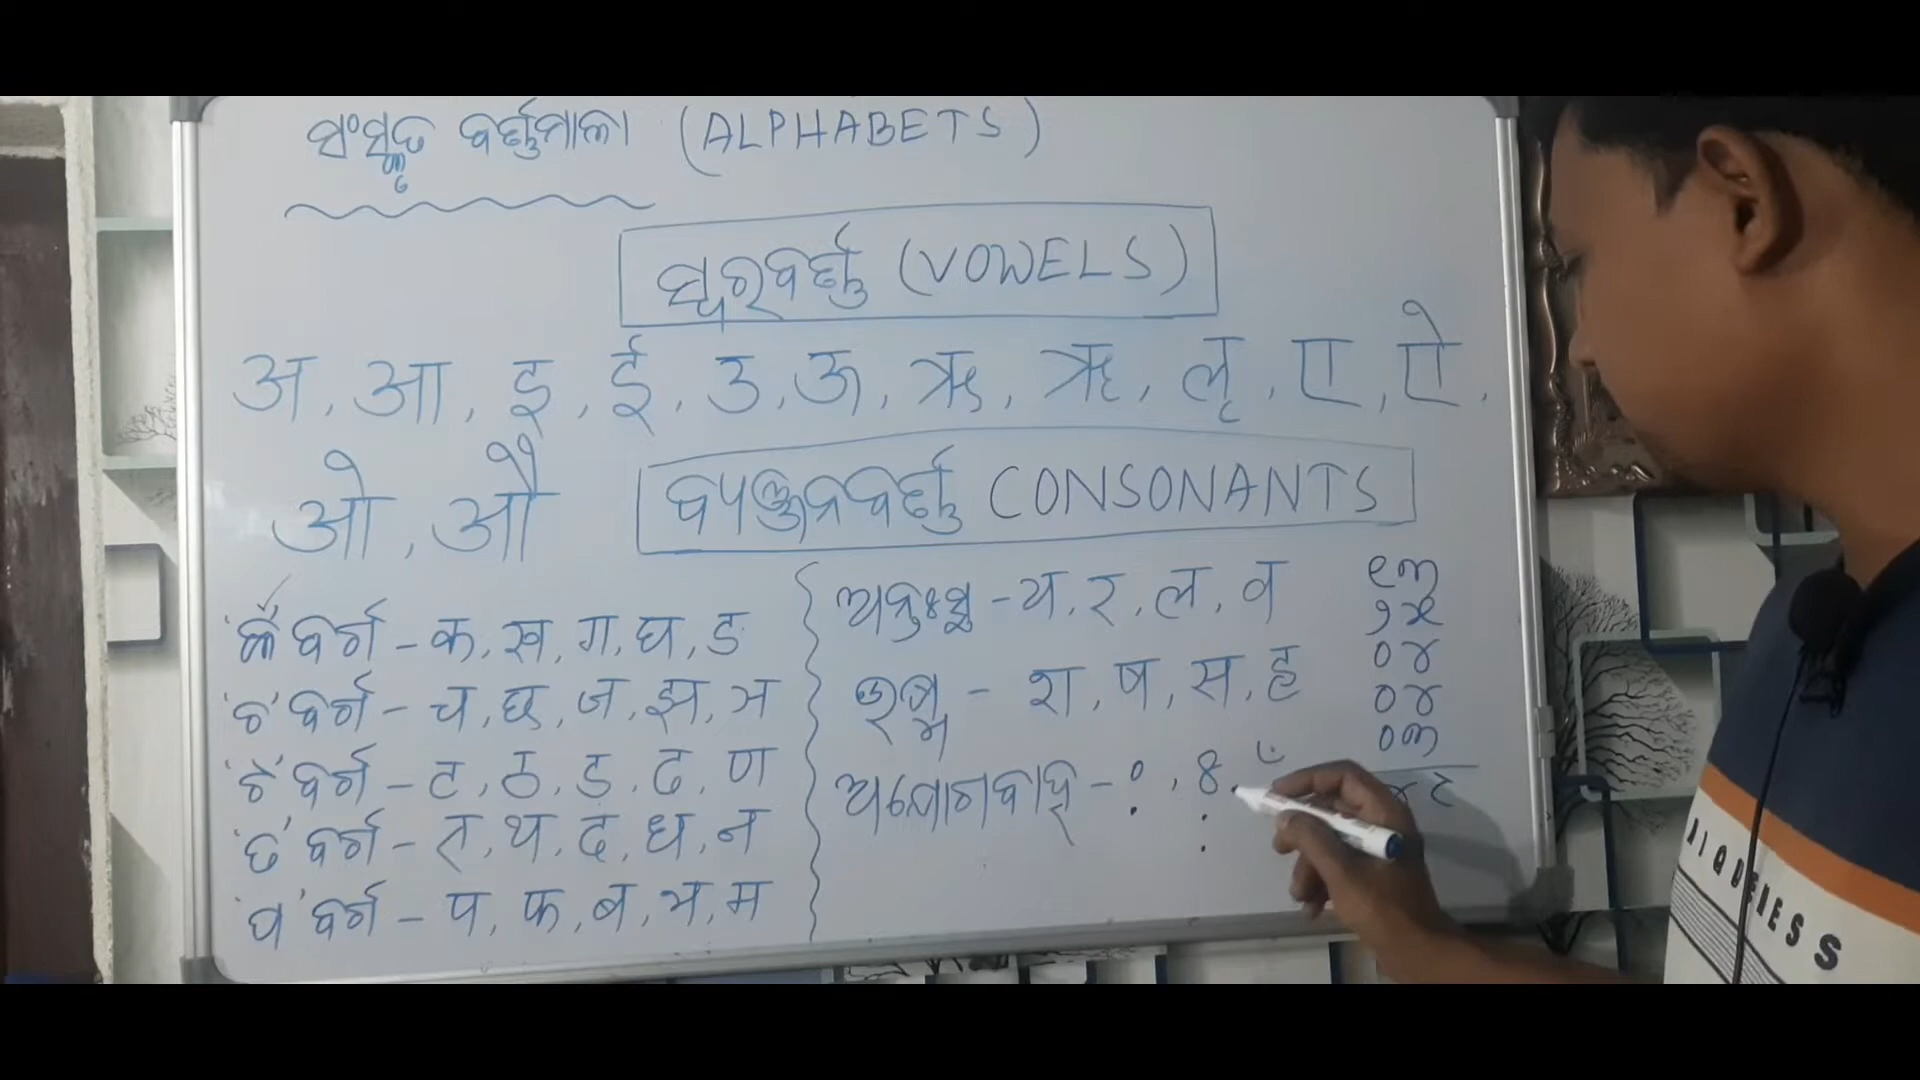 ସଂସ୍କୃତ ବର୍ଣ୍ଣମାଳା (ALPHABETS)
ସ୍ୱରବର୍ଣ୍ଣ (VOWELS)
अ, आ, इ, ई, उ, ऊ, ऋ, ॠ, लृ, ए, ऐ,
ओ, औ
ବ୍ୟଞ୍ଜନବର୍ଣ୍ଣ CONSONANTS
'କ' ବର୍ଗ - क, ख, ग, घ, ङ
'ଚ' ବର୍ଗ - च, छ, ज, झ, ञ
'ଟ' ବର୍ଗ - ट, ठ, ड, ढ, ण
'ତ' ବର୍ଗ - त, थ, द, ध, न
'ପ' ବର୍ଗ - प, फ, ब, भ, म
ଅନ୍ତଃସ୍ଥ - य, र, ल, व
ଊଷ୍ମ - श, ष, स, ह
ଅଯୋଗବାହ - ଂ, ଃ, ଁ
୧୩
୨୫
୦୪
୦୪
୦୩